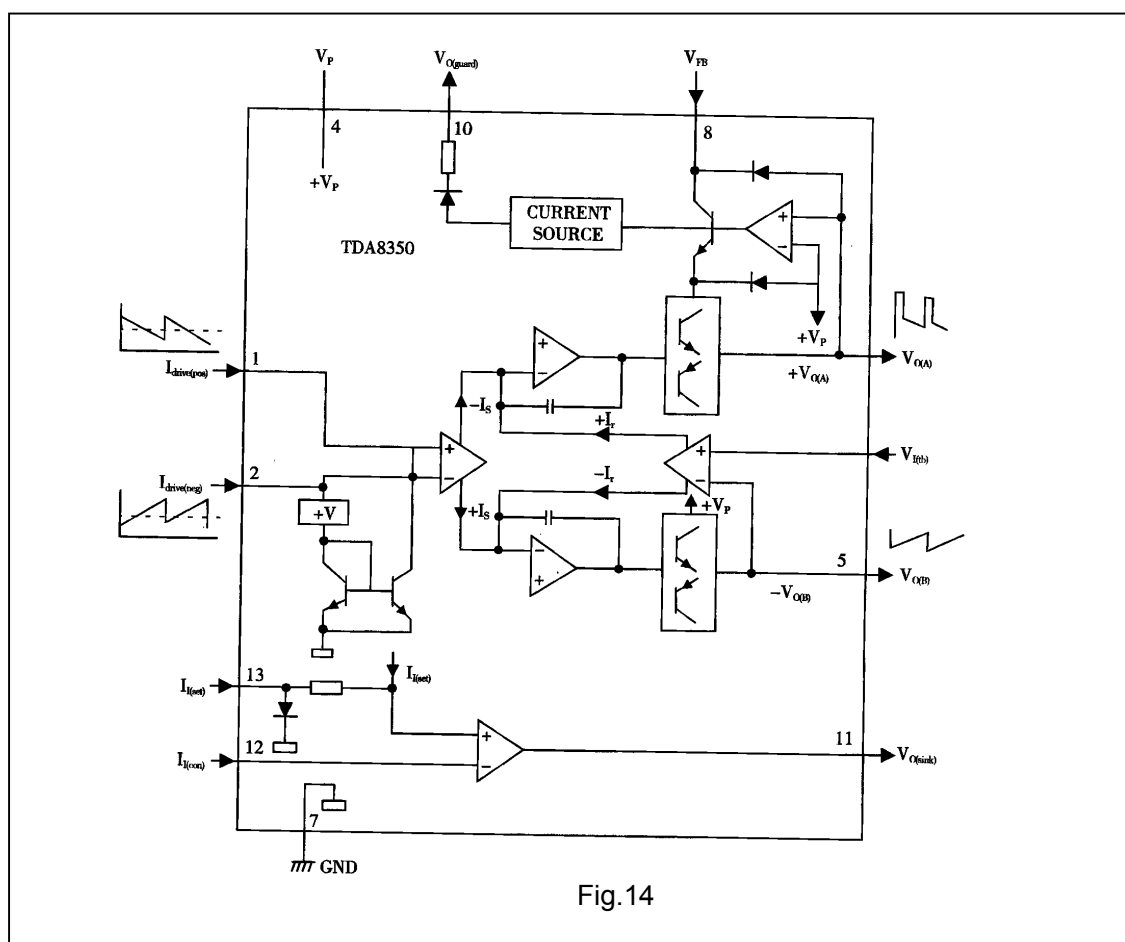 V_P
V_O(guard)
V_FB
4
10
8
+V_P
CURRENT
SOURCE
TDA8350
+
−
+V_P
1
I_drive(pos)
+
−
V_O(A)
+V_O(A)
−I_S
+I_r
+
−
+
−
V_I(fb)
2
I_drive(neg)
−I_r
+V
+I_S
+V_P
−
+
5
−V_O(B)
V_O(B)
13
I_I(set)
I_I(set)
12
I_I(con)
+
−
11
V_O(sink)
7
GND
Fig.14